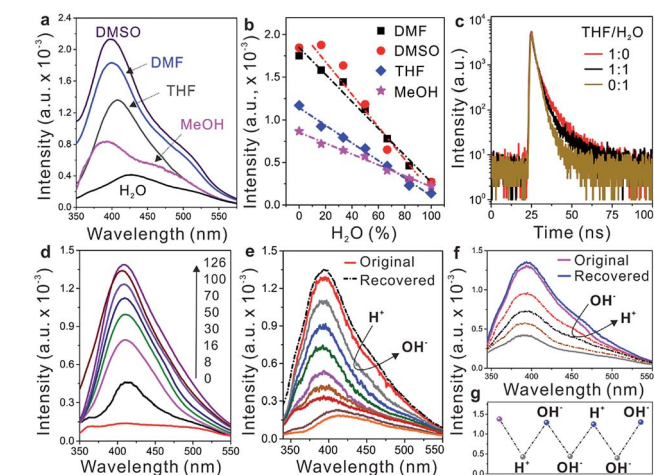 a
Intensity (a.u. x 10⁻³)
2.4
2.0
1.6
1.2
0.8
0.4
0.0
DMSO
DMF
THF
MeOH
H₂O
350 400 450 500 550
Wavelength (nm)
b
Intensity (a.u., x 10⁻³)
2.0
1.5
1.0
0.5
0.0
DMF
DMSO
THF
MeOH
0 20 40 60 80 100
H₂O (%)
c
Intensity (a.u.)
10⁴
10³
10²
10¹
10⁰
THF/H₂O
1:0
1:1
0:1
0 25 50 75 100
Time (ns)
d
Intensity (a.u. x 10⁻³)
1.5
1.2
0.9
0.6
0.3
0.0
126
100
70
50
30
16
8
0
350 400 450 500 550
Wavelength (nm)
e
Intensity (a.u. x 10⁻³)
1.5
1.2
0.9
0.6
0.3
0.0
Original
Recovered
H⁺
OH⁻
350 400 450 500 550
Wavelength (nm)
f
Intensity (a.u. x 10⁻³)
1.5
1.0
0.5
0.0
Original
Recovered
OH⁻
H⁺
350 400 450 500 550
Wavelength (nm)
g
1.5
1.0
0.5
0.0
OH⁻ H⁺ OH⁻
H⁺ OH⁻ OH⁻